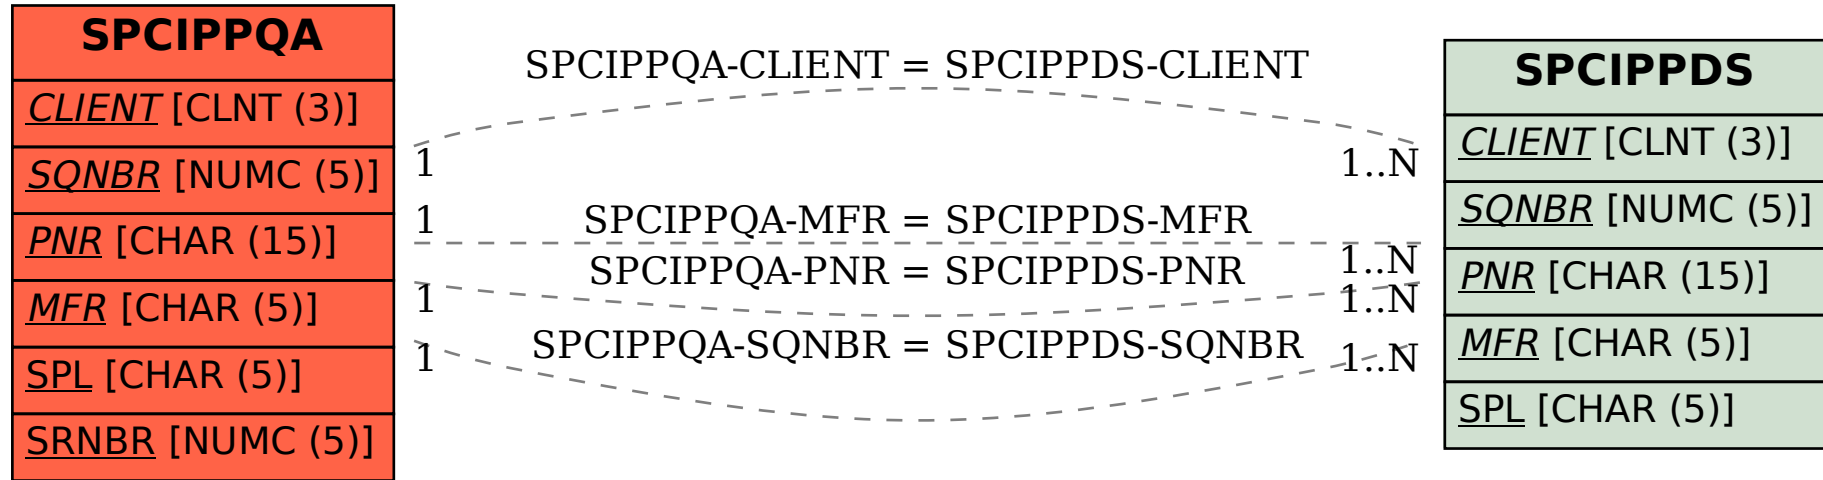 SPCIPPQA
CLIENT [CLNT (3)]
SQNBR [NUMC (5)]
PNR [CHAR (15)]
MFR [CHAR (5)]
SPL [CHAR (5)]
SRNBR [NUMC (5)]
SPCIPPQA-CLIENT = SPCIPPDS-CLIENT
1
1..N
SPCIPPQA-MFR = SPCIPPDS-MFR
1
1..N
SPCIPPQA-PNR = SPCIPPDS-PNR
1
1..N
SPCIPPQA-SQNBR = SPCIPPDS-SQNBR
1
1..N
SPCIPPDS
CLIENT [CLNT (3)]
SQNBR [NUMC (5)]
PNR [CHAR (15)]
MFR [CHAR (5)]
SPL [CHAR (5)]